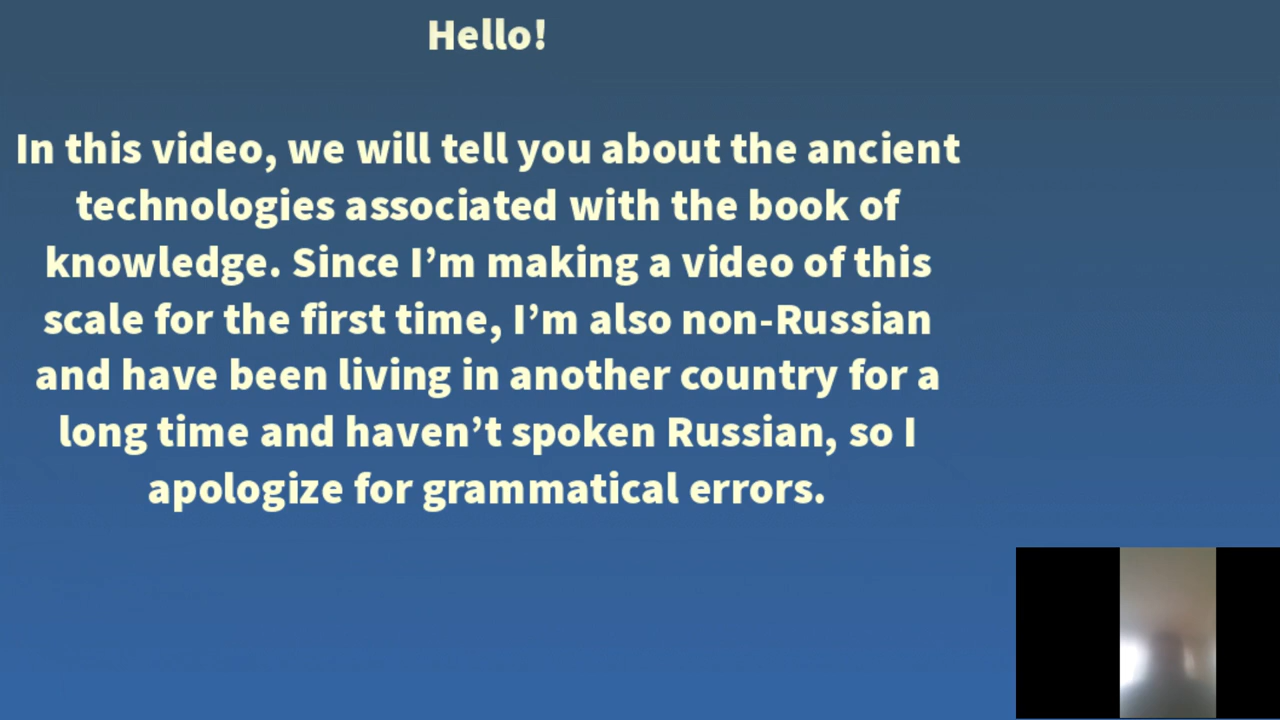 Hello!
In this video, we will tell you about the ancient
technologies associated with the book of
knowledge. Since I’m making a video of this
scale for the first time, I’m also non-Russian
and have been living in another country for a
long time and haven’t spoken Russian, so I
apologize for grammatical errors.